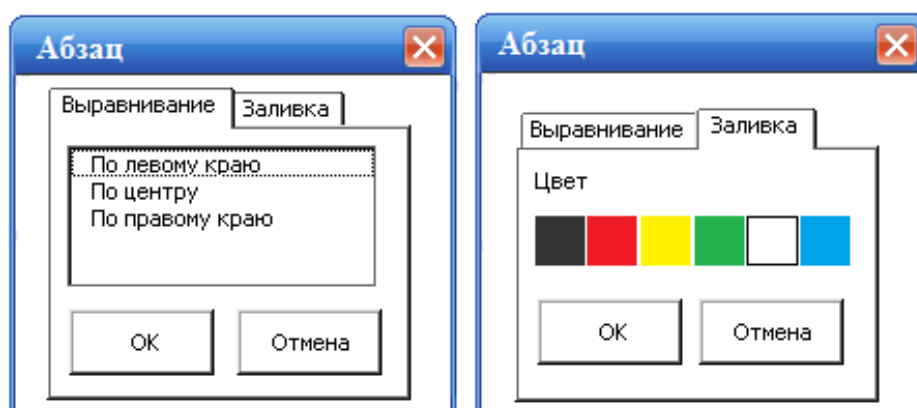 Абзац
Выравнивание Заливка
По левому краю
По центру
По правому краю
ОК Отмена
Абзац
Выравнивание Заливка
Цвет
ОК Отмена